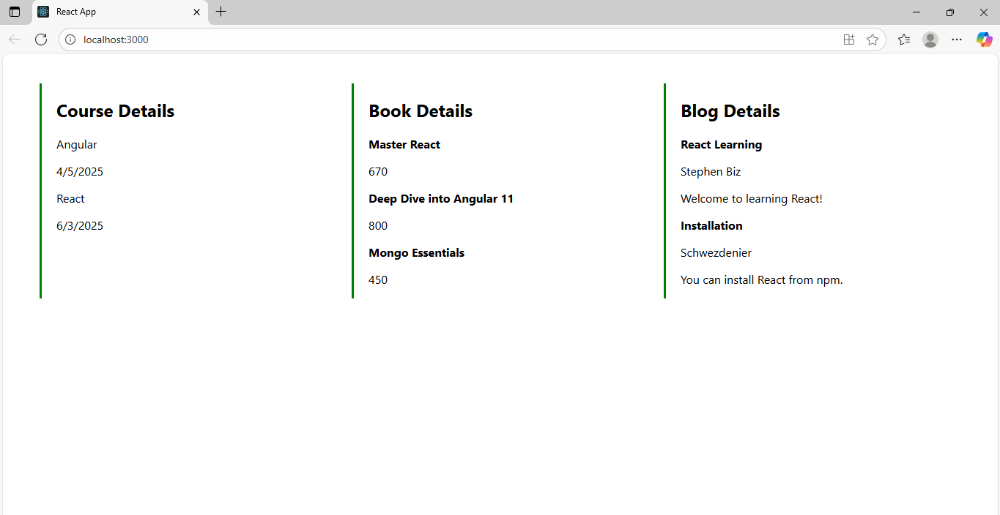 React App
localhost:3000
Course Details
Angular
4/5/2025
React
6/3/2025
Book Details
Master React
670
Deep Dive into Angular 11
800
Mongo Essentials
450
Blog Details
React Learning
Stephen Biz
Welcome to learning React!
Installation
Schwezdenier
You can install React from npm.